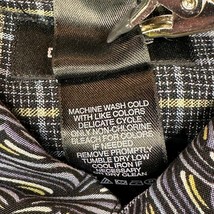 MACHINE WASH COLD
WITH LIKE COLORS
DELICATE CYCLE
ONLY NON-CHLORINE
BLEACH FOR COLORS
IF NEEDED
REMOVE PROMPTLY
TUMBLE DRY LOW
COOL IRON IF
NECESSARY
DRY CLEAN